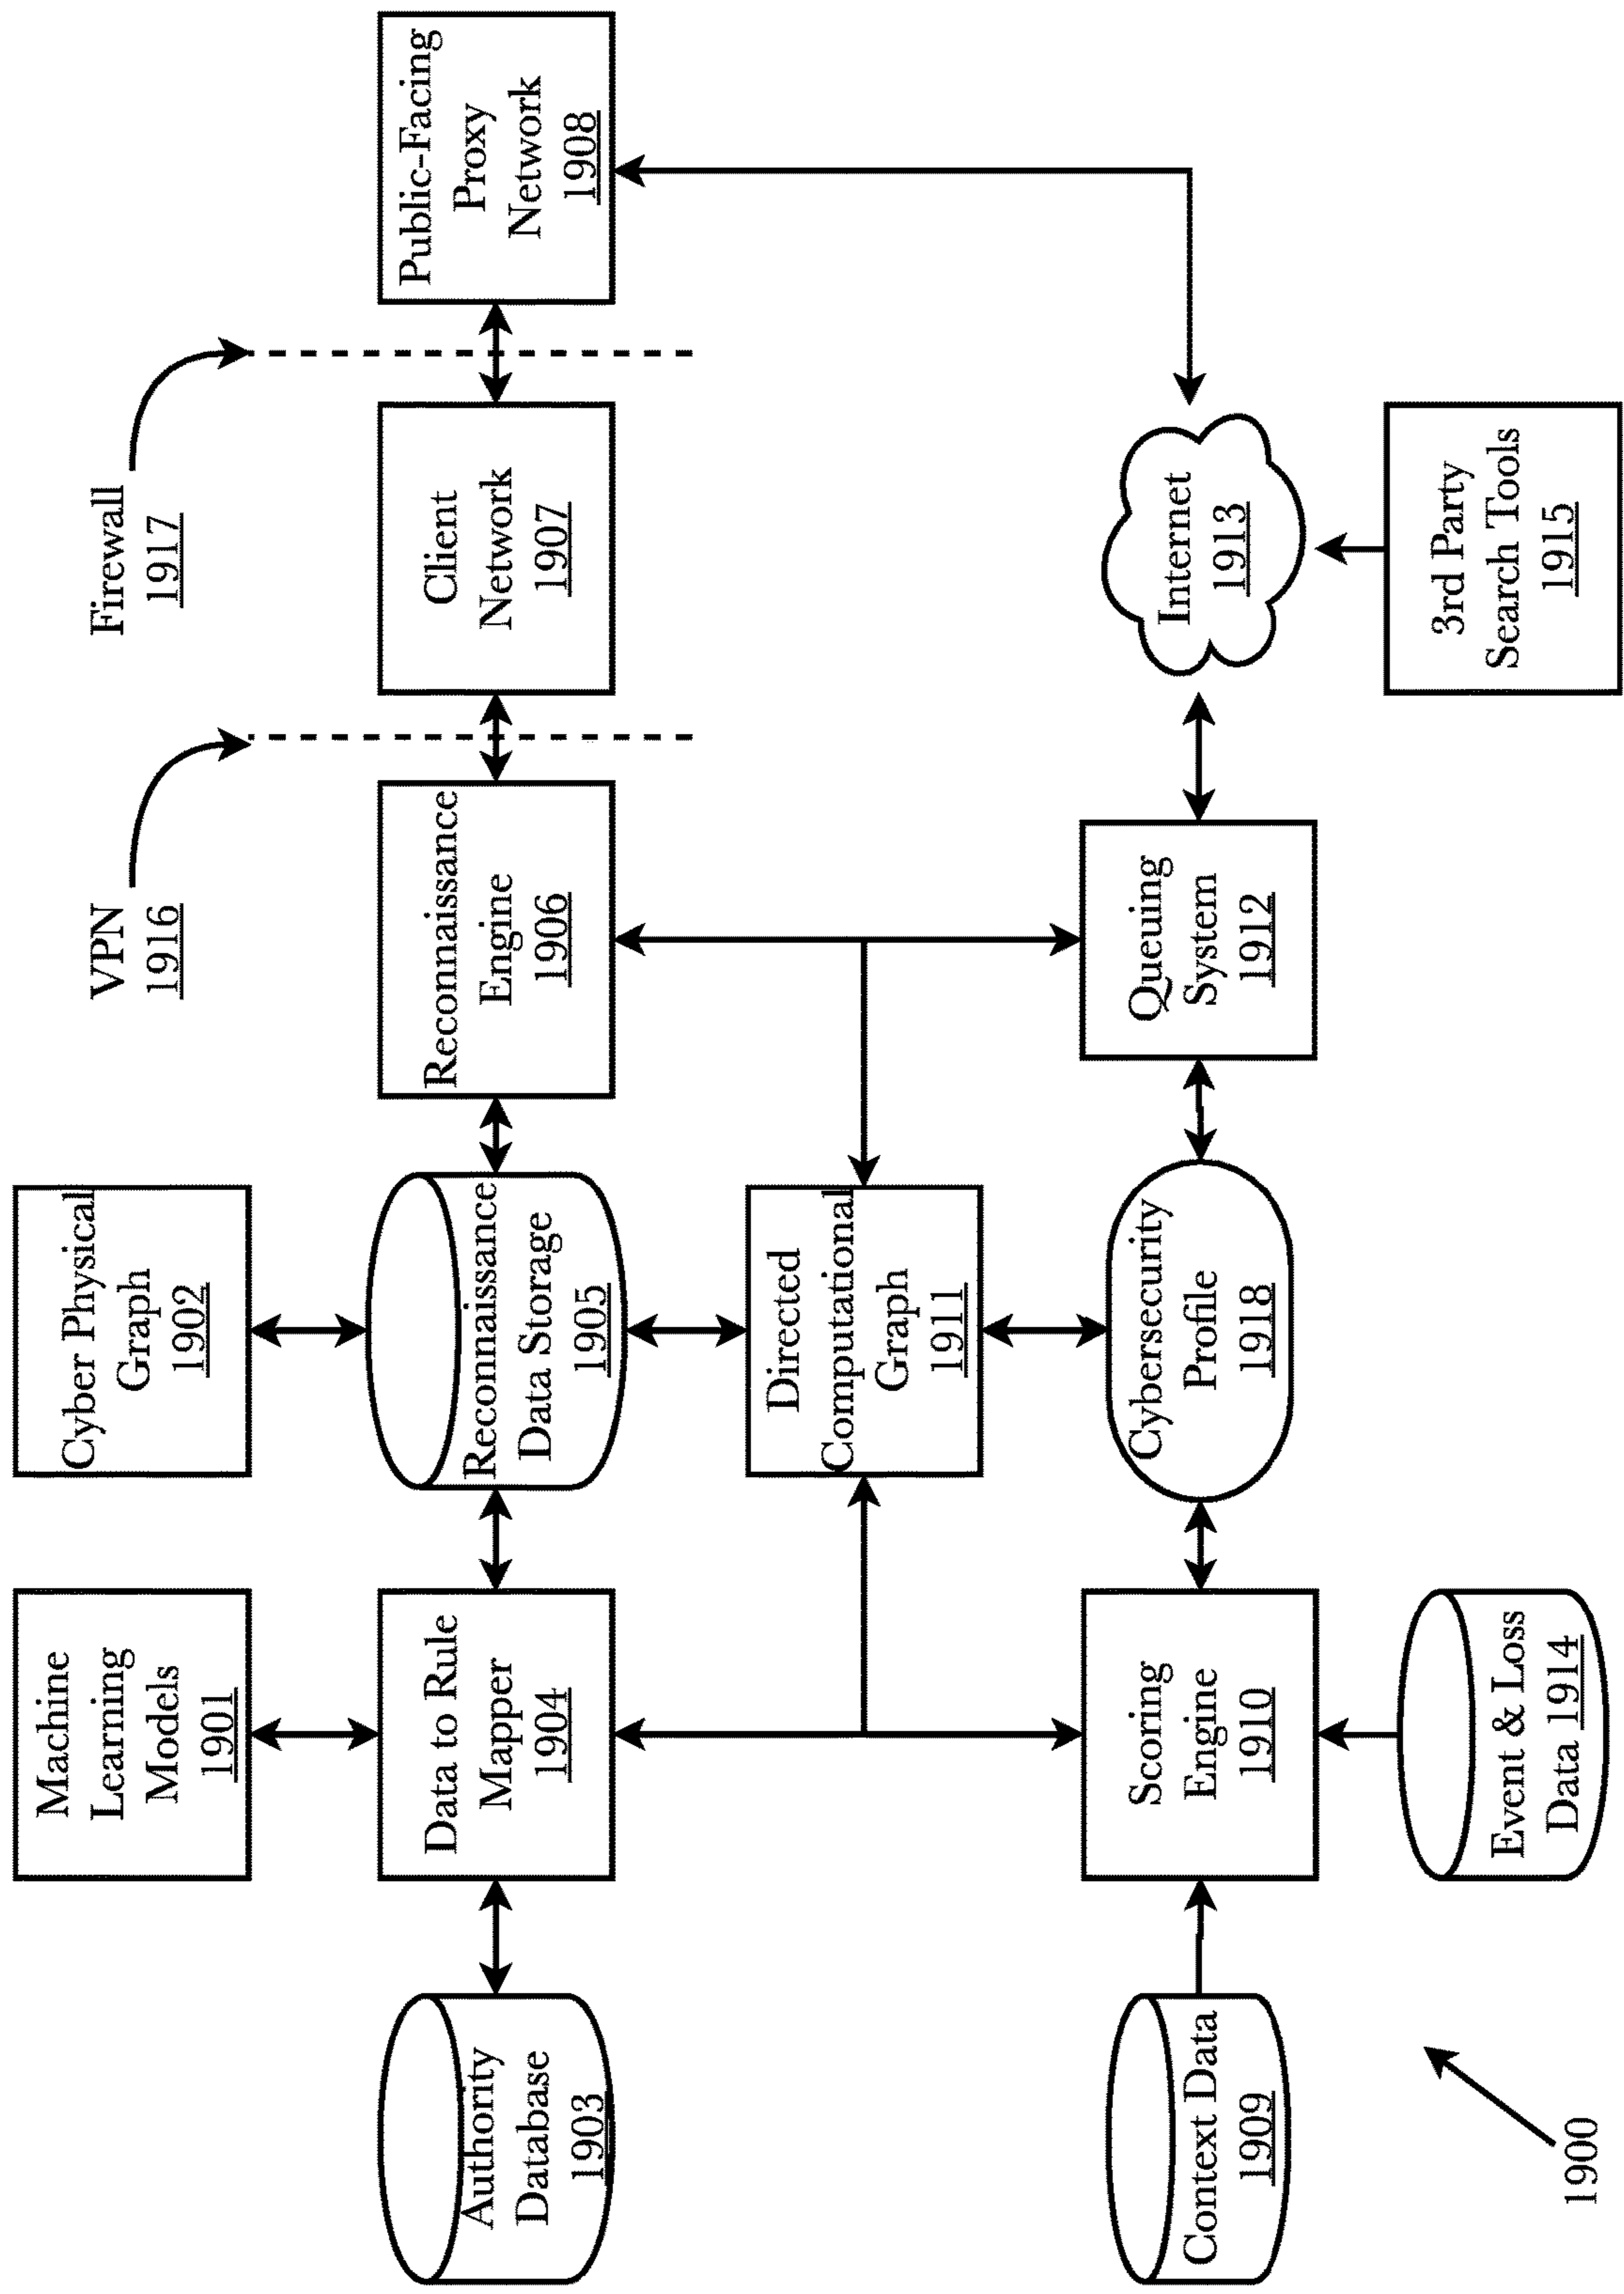 Machine
Learning
Models
1901
Cyber Physical
Graph
1902
VPN
1916
Firewall
1917
Authority
Database
1903
Data to Rule
Mapper
1904
Reconnaissance
Data Storage
1905
Reconnaissance
Engine
1906
Client
Network
1907
Public-Facing
Proxy
Network
1908
Directed
Computational
Graph
1911
Context Data
1909
Scoring
Engine
1910
Cybersecurity
Profile
1918
Queuing
System
1912
Internet
1913
Event & Loss
Data 1914
3rd Party
Search Tools
1915
1900